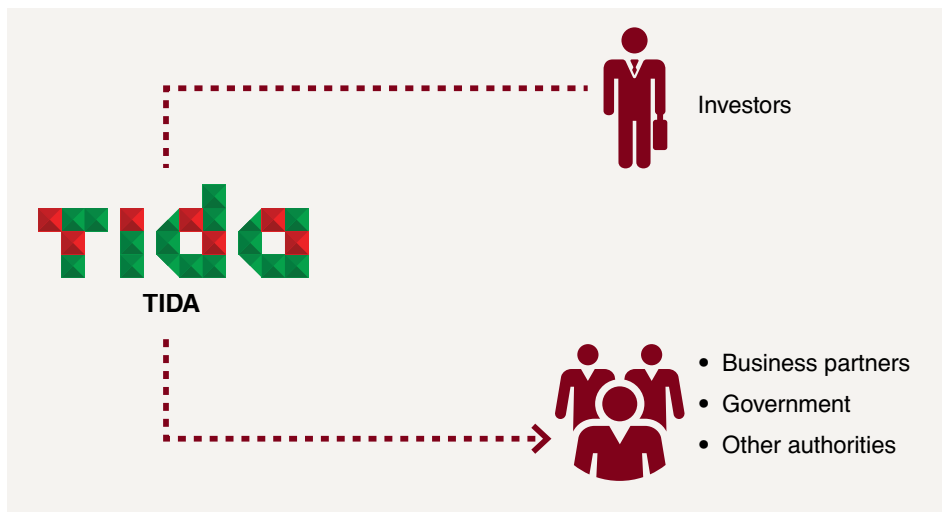 Investors
Tida
TIDA
• Business partners
• Government
• Other authorities